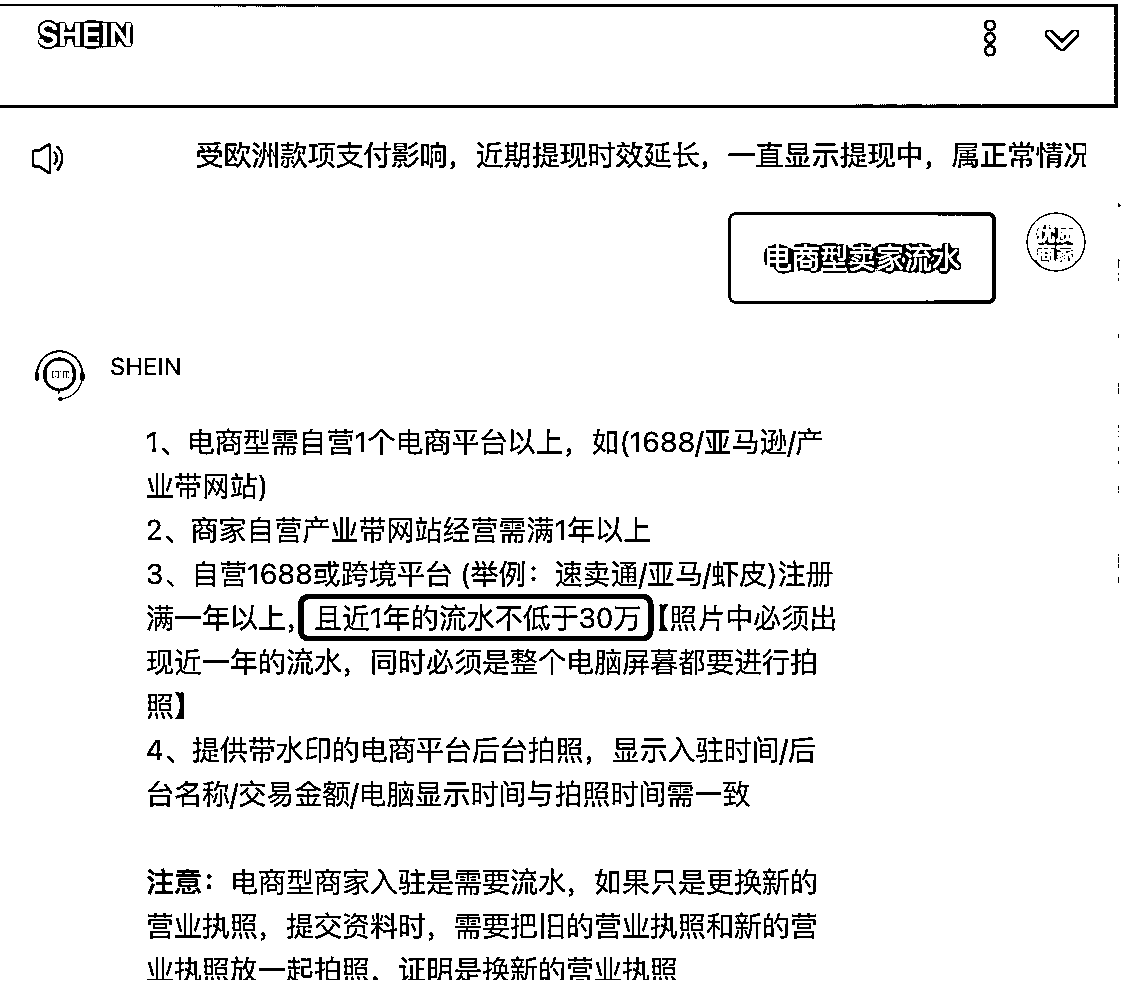 SHEIN
受欧洲款项支付影响，近期提现时效延长，一直显示提现中，属正常情况
电商型卖家流水
优质
商家
SHEIN
1、电商型需自营1个电商平台以上，如(1688/亚马逊/产
业带网站)
2、商家自营产业带网站经营需满1年以上
3、自营1688或跨境平台 (举例：速卖通/亚马/虾皮)注册
满一年以上，且近1年的流水不低于30万【照片中必须出
现近一年的流水，同时必须是整个电脑屏幕都要进行拍
照】
4、提供带水印的电商平台后台拍照，显示入驻时间/后
台名称/交易金额/电脑显示时间与拍照时间需一致
注意：电商型商家入驻是需要流水，如果只是更换新的
营业执照，提交资料时，需要把旧的营业执照和新的营
业执照放一起拍照，证明是换新的营业执照